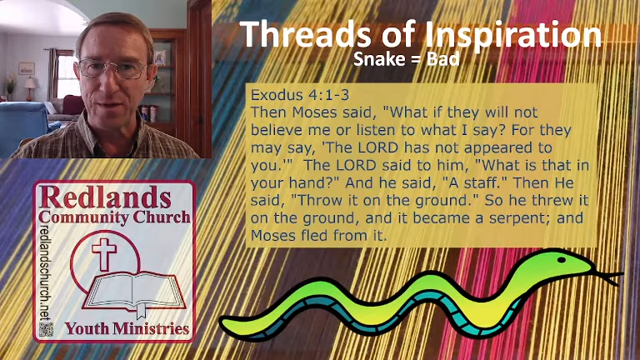 Threads of Inspiration
Snake = Bad
Exodus 4:1-3
Then Moses said, "What if they will not
believe me or listen to what I say? For they
may say, 'The LORD has not appeared to
you.'"  The LORD said to him, "What is that in
your hand?" And he said, "A staff." Then He
said, "Throw it on the ground." So he threw it
on the ground, and it became a serpent; and
Moses fled from it.
Redlands
Community Church
redlandschurch.net
Youth Ministries